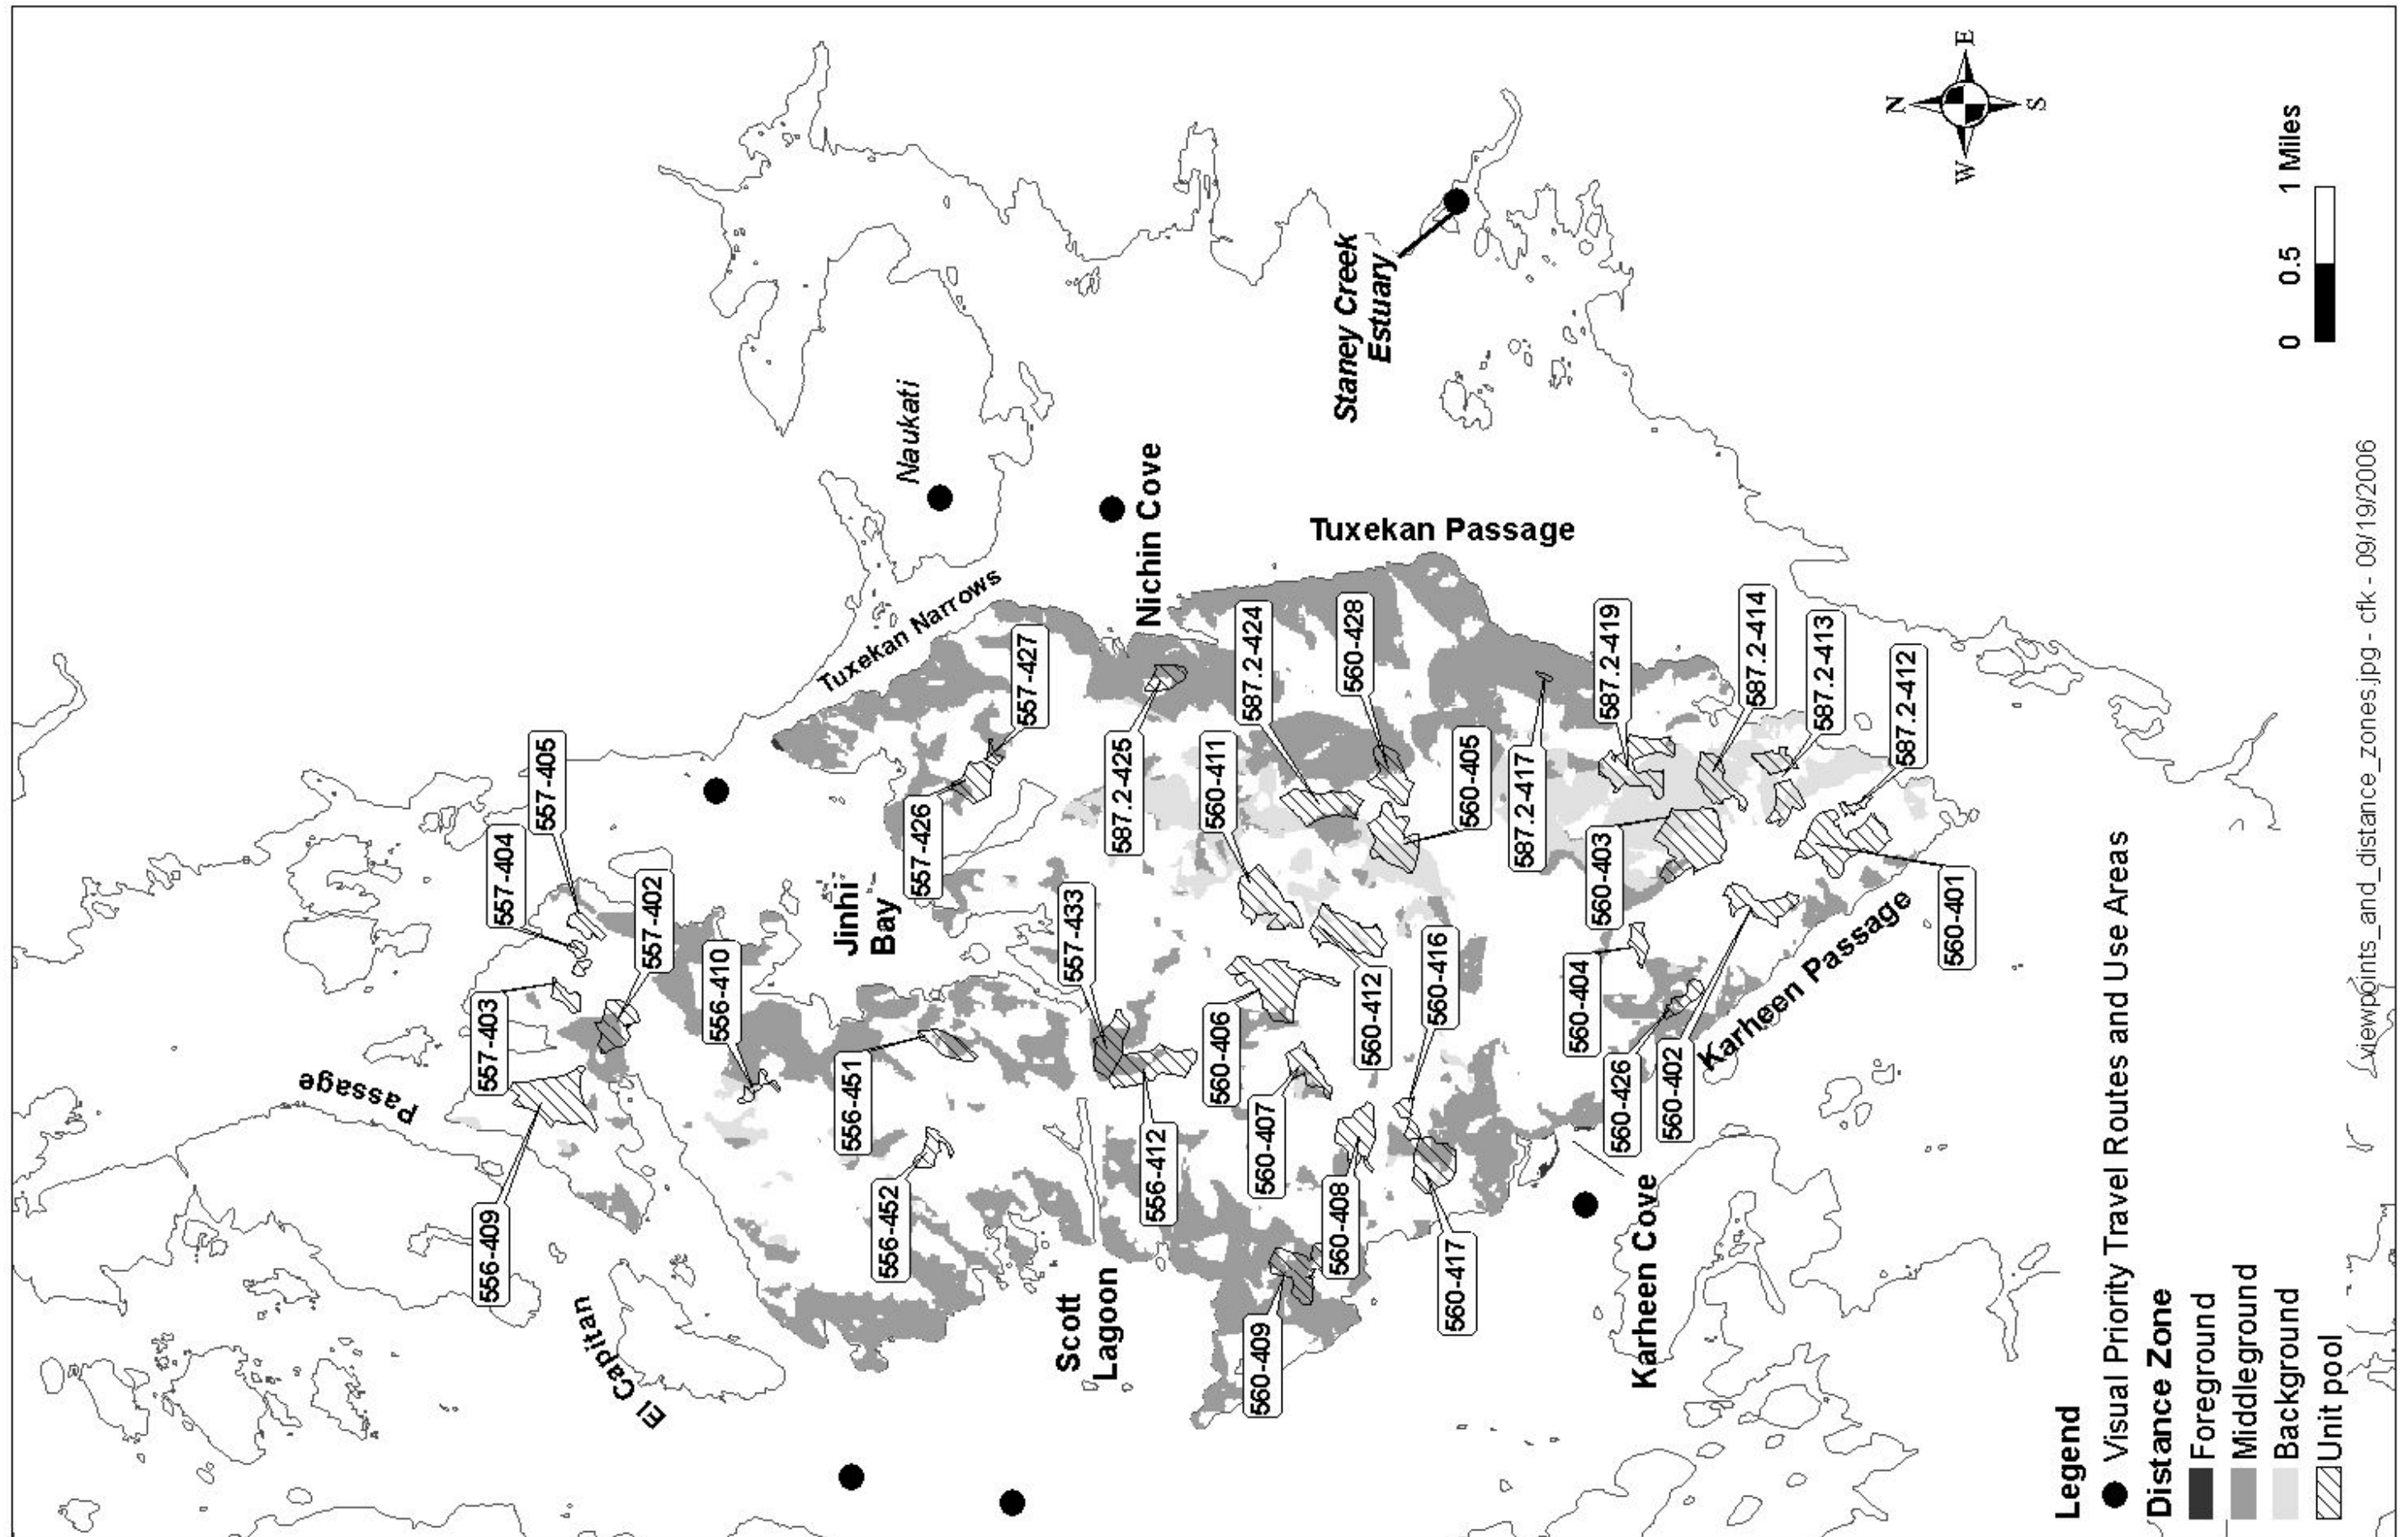 Passage
El Capitan
557-405
557-404
557-402
557-403
556-409
556-410
Naukati
Tuxekan Narrows
557-427
557-426
Jinhi
Bay
556-451
556-452
Nichin Cove
587.2-425
557-433
556-412
Scott
Lagoon
Tuxekan Passage
Staney Creek
Estuary
587.2-424
560-428
560-411
560-405
560-412
560-406
560-407
560-416
560-408
560-409
560-417
587.2-417
587.2-419
587.2-414
587.2-413
587.2-412
560-403
560-404
560-401
560-402
560-426
Karheen Passage
Karheen Cove
N
W
E
S
0 0.5 1 Miles
Legend
Visual Priority Travel Routes and Use Areas
Distance Zone
Foreground
Middleground
Background
Unit pool
/viewpoints_and_distance_zones.jpg - cfk - 09/19/2006